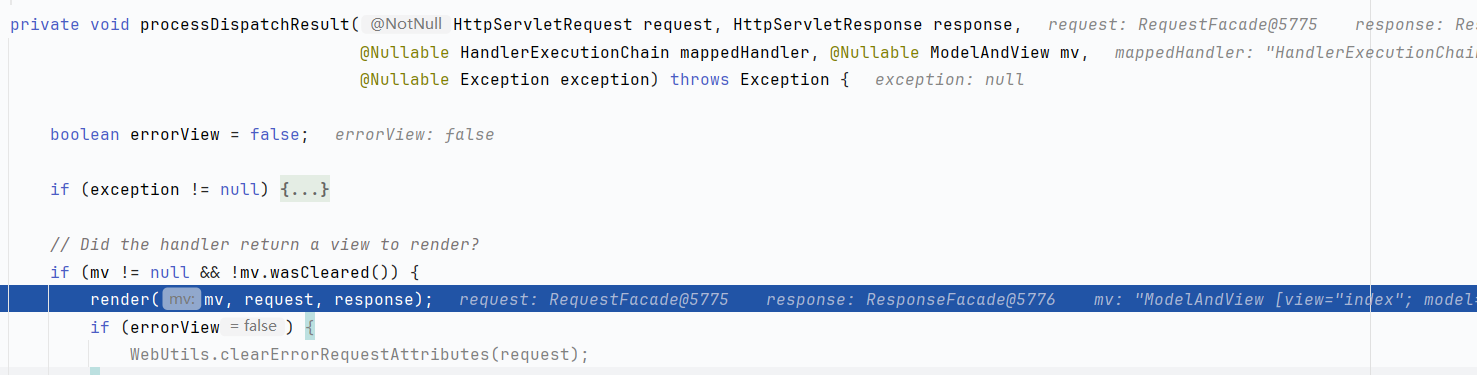 private void processDispatchResult( @NotNull HttpServletRequest request, HttpServletResponse response,   request: RequestFacade@5775   response: Res
@Nullable HandlerExecutionChain mappedHandler, @Nullable ModelAndView mv,   mappedHandler: "HandlerExecutionChain
@Nullable Exception exception) throws Exception {   exception: null
boolean errorView = false;   errorView: false
if (exception != null) {...}
// Did the handler return a view to render?
if (mv != null && !mv.wasCleared()) {
render( mv: mv, request, response);   request: RequestFacade@5775   response: ResponseFacade@5776   mv: "ModelAndView [view="index"; model=
if (errorView = false ) {
WebUtils.clearErrorRequestAttributes(request);